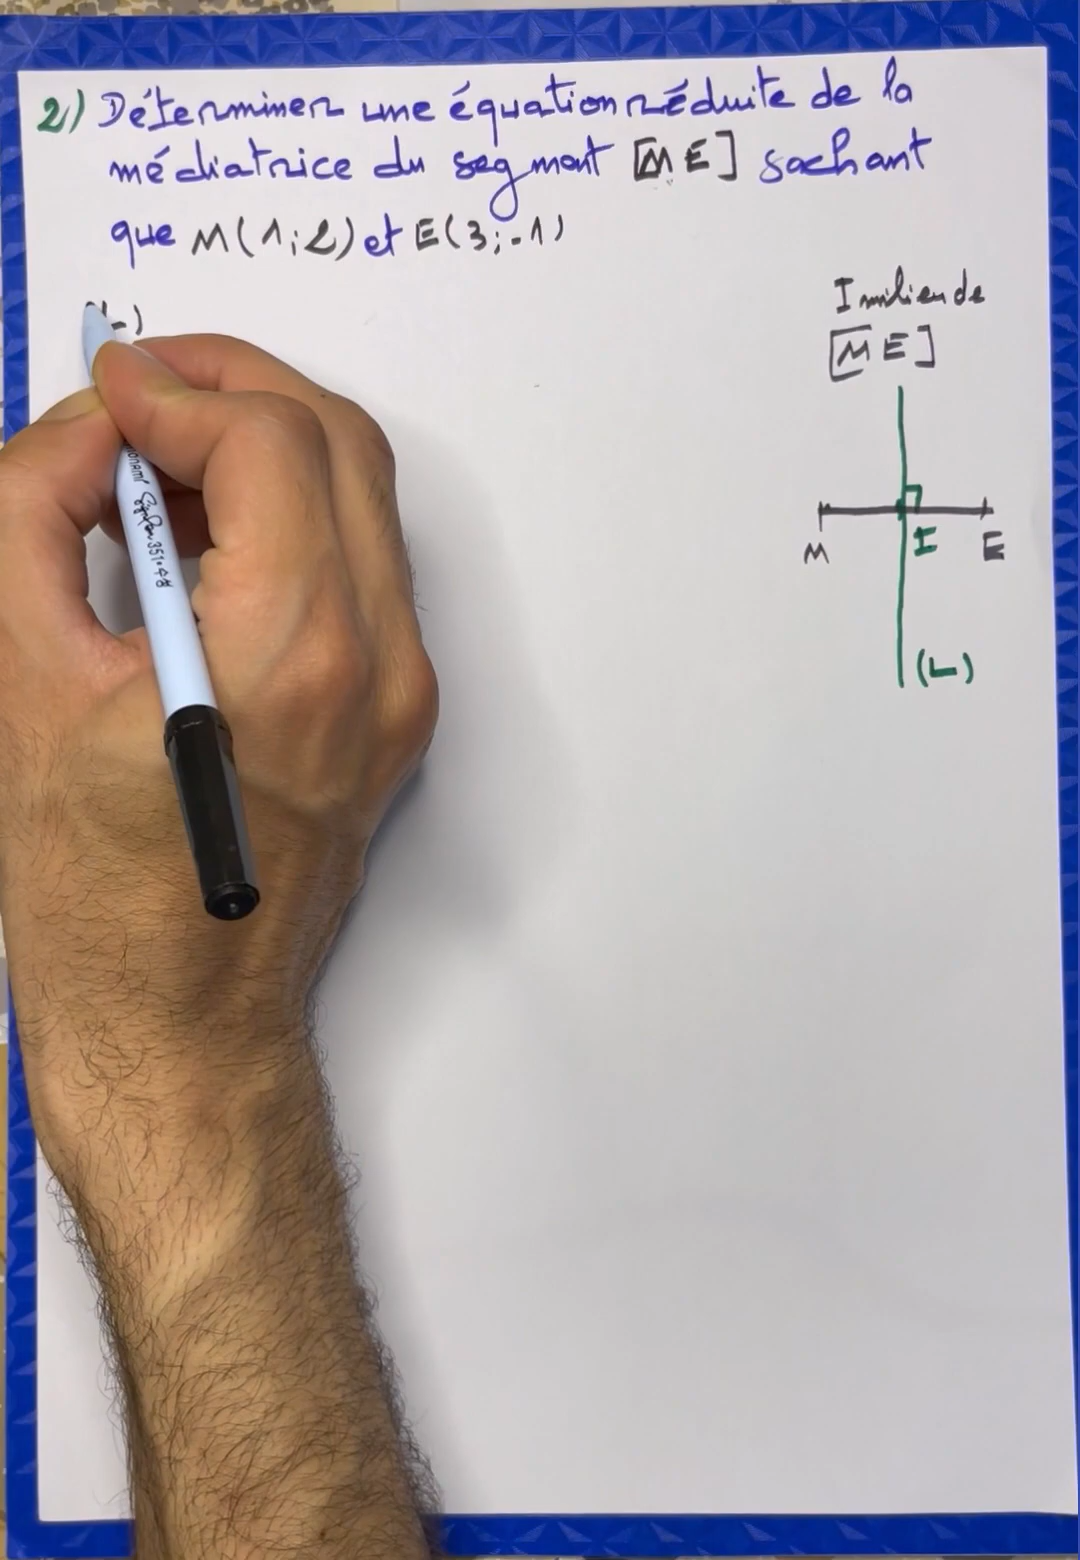 2) Déterminer une équation réduite de la
médiatrice du segment [ME] sachant
que M(1;2) et E(3;-1)
I milieu de
[ME]
L)
M I E
(L)